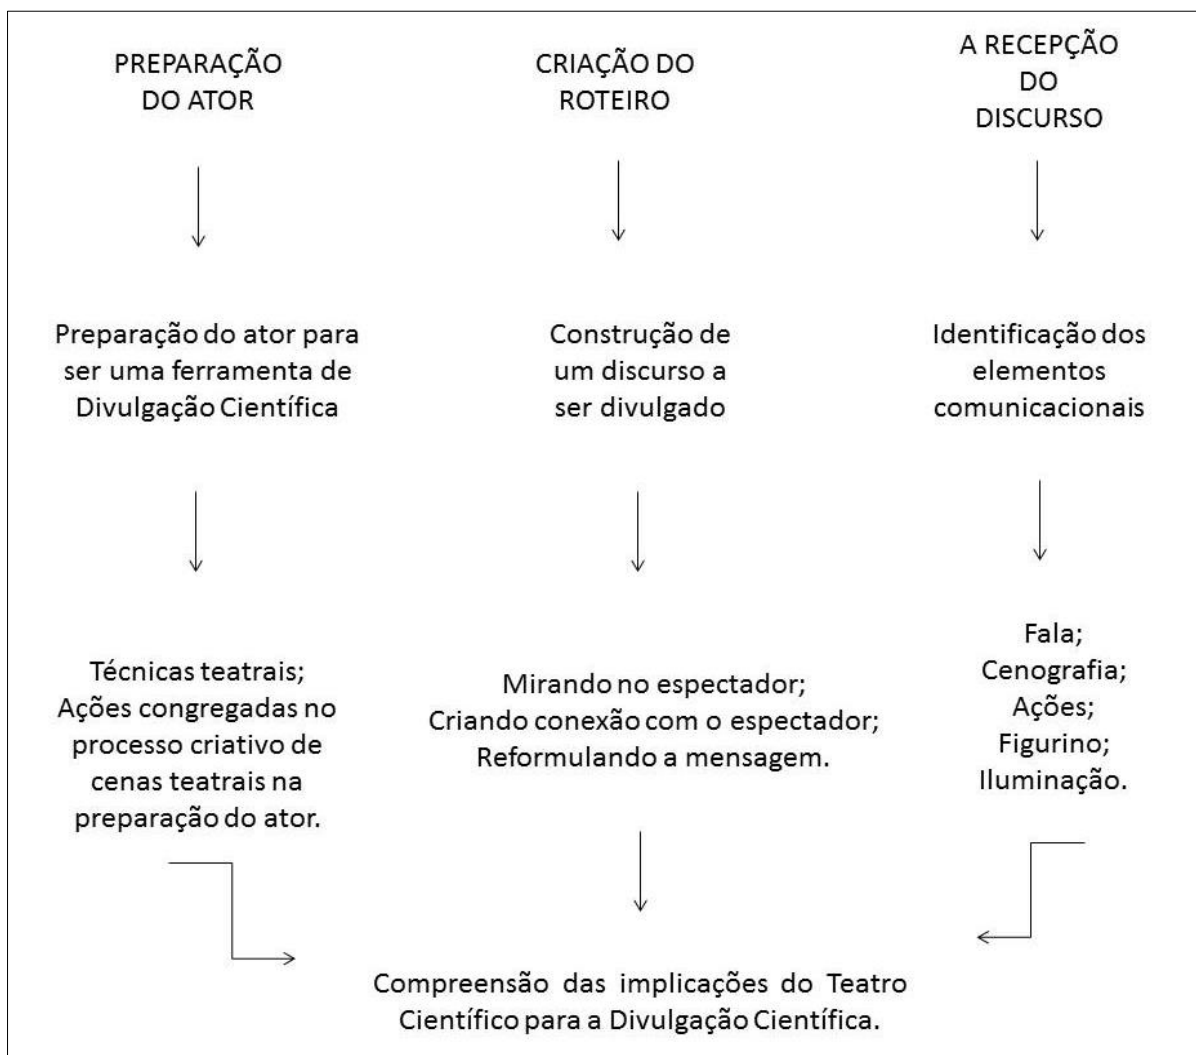 PREPARAÇÃO
DO ATOR
CRIAÇÃO DO
ROTEIRO
A RECEPÇÃO
DO
DISCURSO
Preparação do ator para
ser uma ferramenta de
Divulgação Científica
Construção de
um discurso a
ser divulgado
Identificação dos
elementos
comunicacionais
Técnicas teatrais;
Ações congregadas no
processo criativo de
cenas teatrais na
preparação do ator.
Mirando no espectador;
Criando conexão com o espectador;
Reformulando a mensagem.
Fala;
Cenografia;
Ações;
Figurino;
Iluminação.
Compreensão das implicações do Teatro
Científico para a Divulgação Científica.